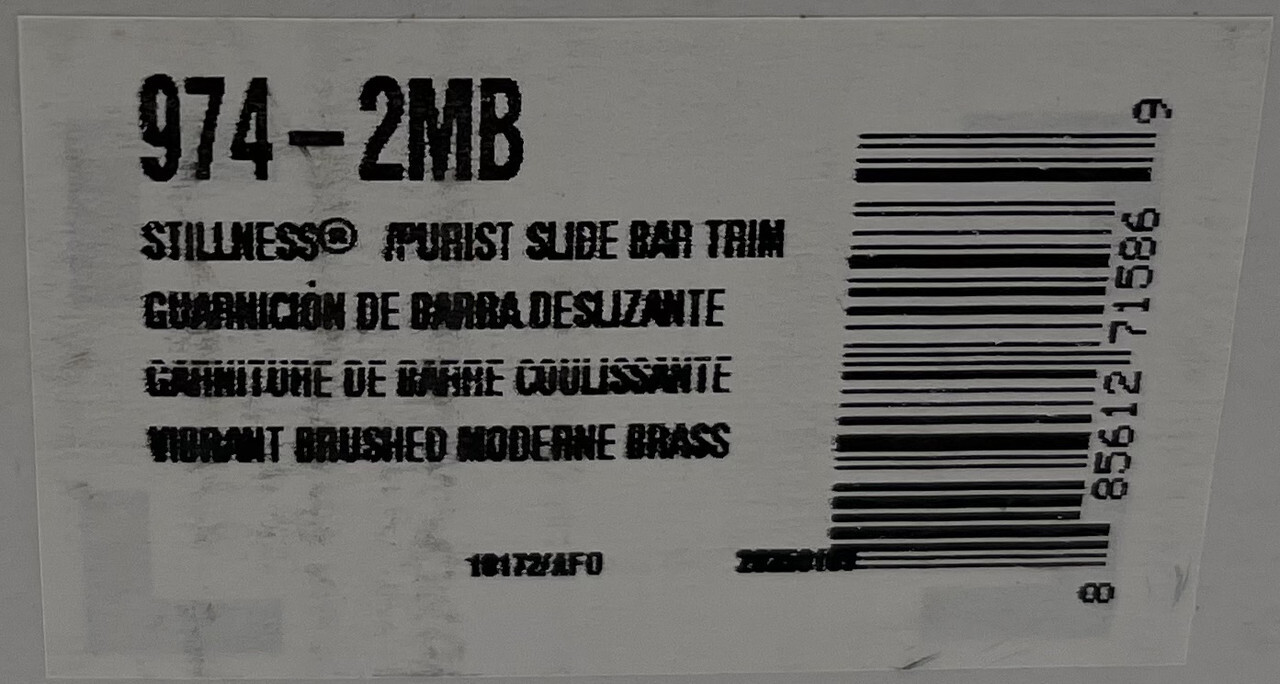 974-2MB
STILLNESS® /PURIST SLIDE BAR TRIM
GUARNICIÓN DE BARRA DESLIZANTE
GARNITURE DE BARRE COULISSANTE
VIBRANT BRUSHED MODERNE BRASS
10172/AFO
8 85612 71586 9